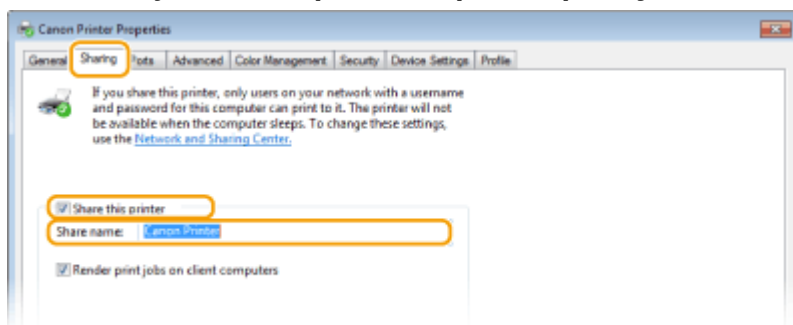 Canon Printer Properties
General Sharing Ports Advanced Color Management Security Device Settings Profile
If you share this printer, only users on your network with a username
and password for this computer can print to it. The printer will not
be available when the computer sleeps. To change these settings,
use the Network and Sharing Center.
Share this printer
Share name: Canon Printer
Render print jobs on client computers